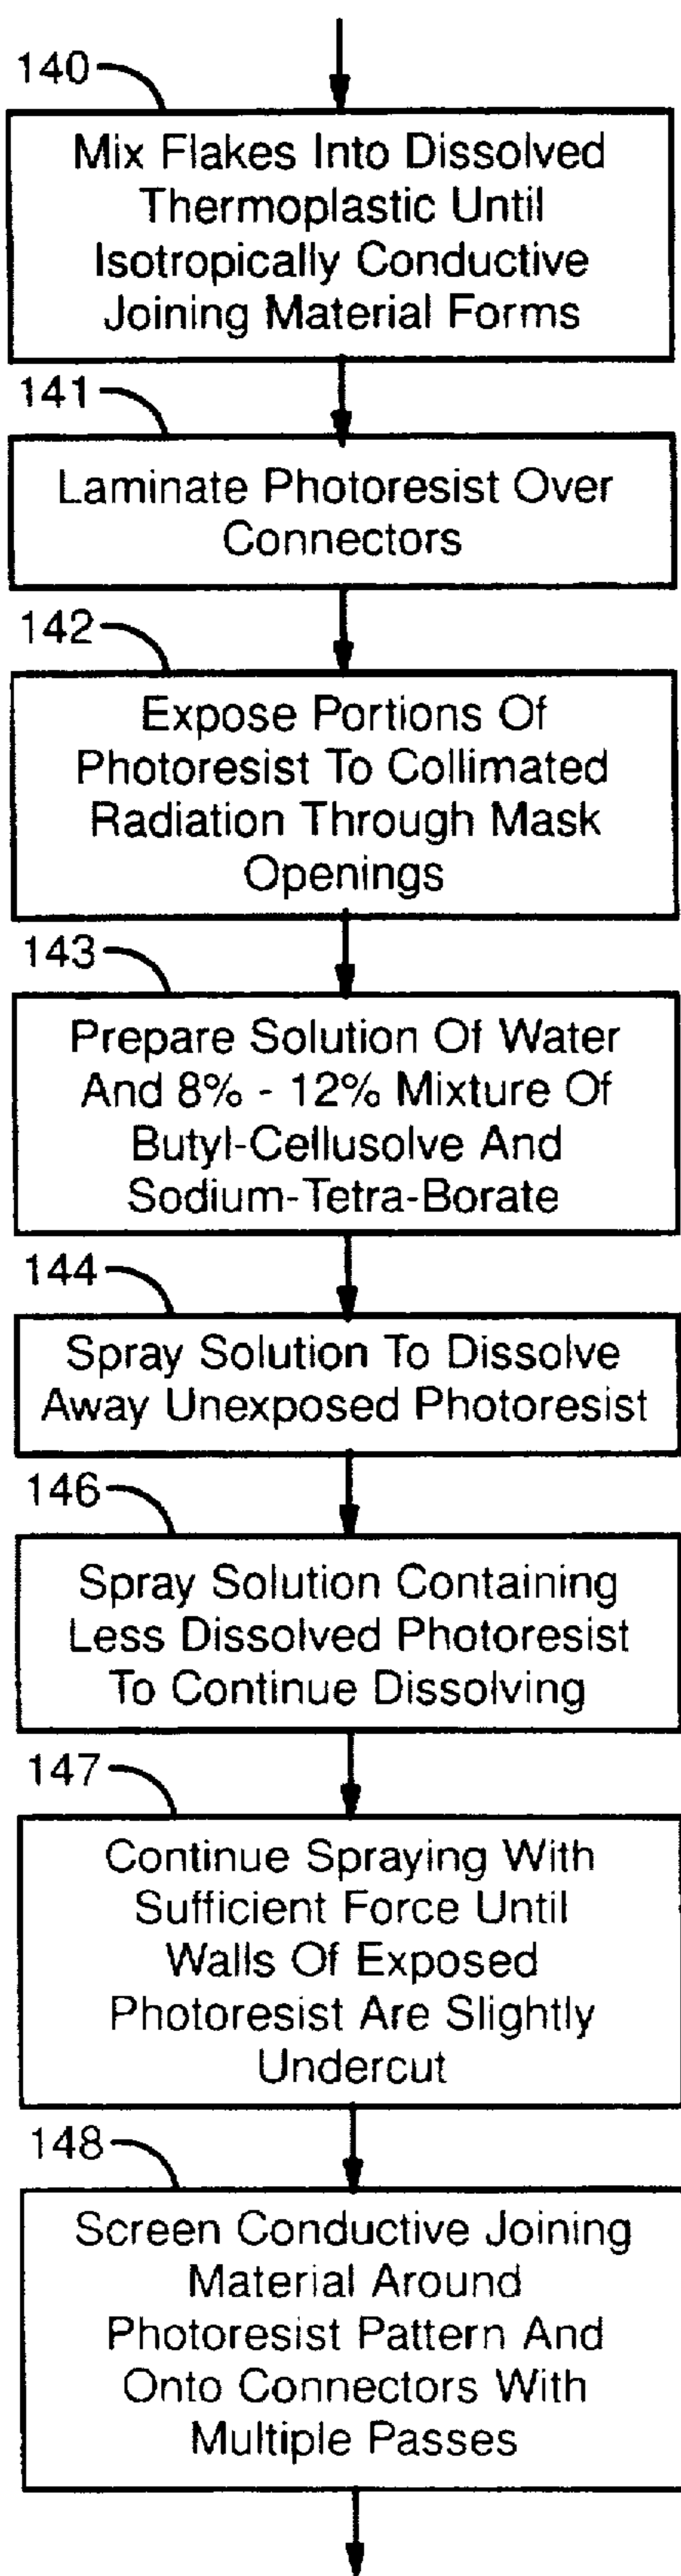 140
Mix Flakes Into Dissolved
Thermoplastic Until
Isotropically Conductive
Joining Material Forms
141
Laminate Photoresist Over
Connectors
142
Expose Portions Of
Photoresist To Collimated
Radiation Through Mask
Openings
143
Prepare Solution Of Water
And 8% - 12% Mixture Of
Butyl-Cellusolve And
Sodium-Tetra-Borate
144
Spray Solution To Dissolve
Away Unexposed Photoresist
146
Spray Solution Containing
Less Dissolved Photoresist
To Continue Dissolving
147
Continue Spraying With
Sufficient Force Until
Walls Of Exposed
Photoresist Are Slightly
Undercut
148
Screen Conductive Joining
Material Around
Photoresist Pattern And
Onto Connectors With
Multiple Passes